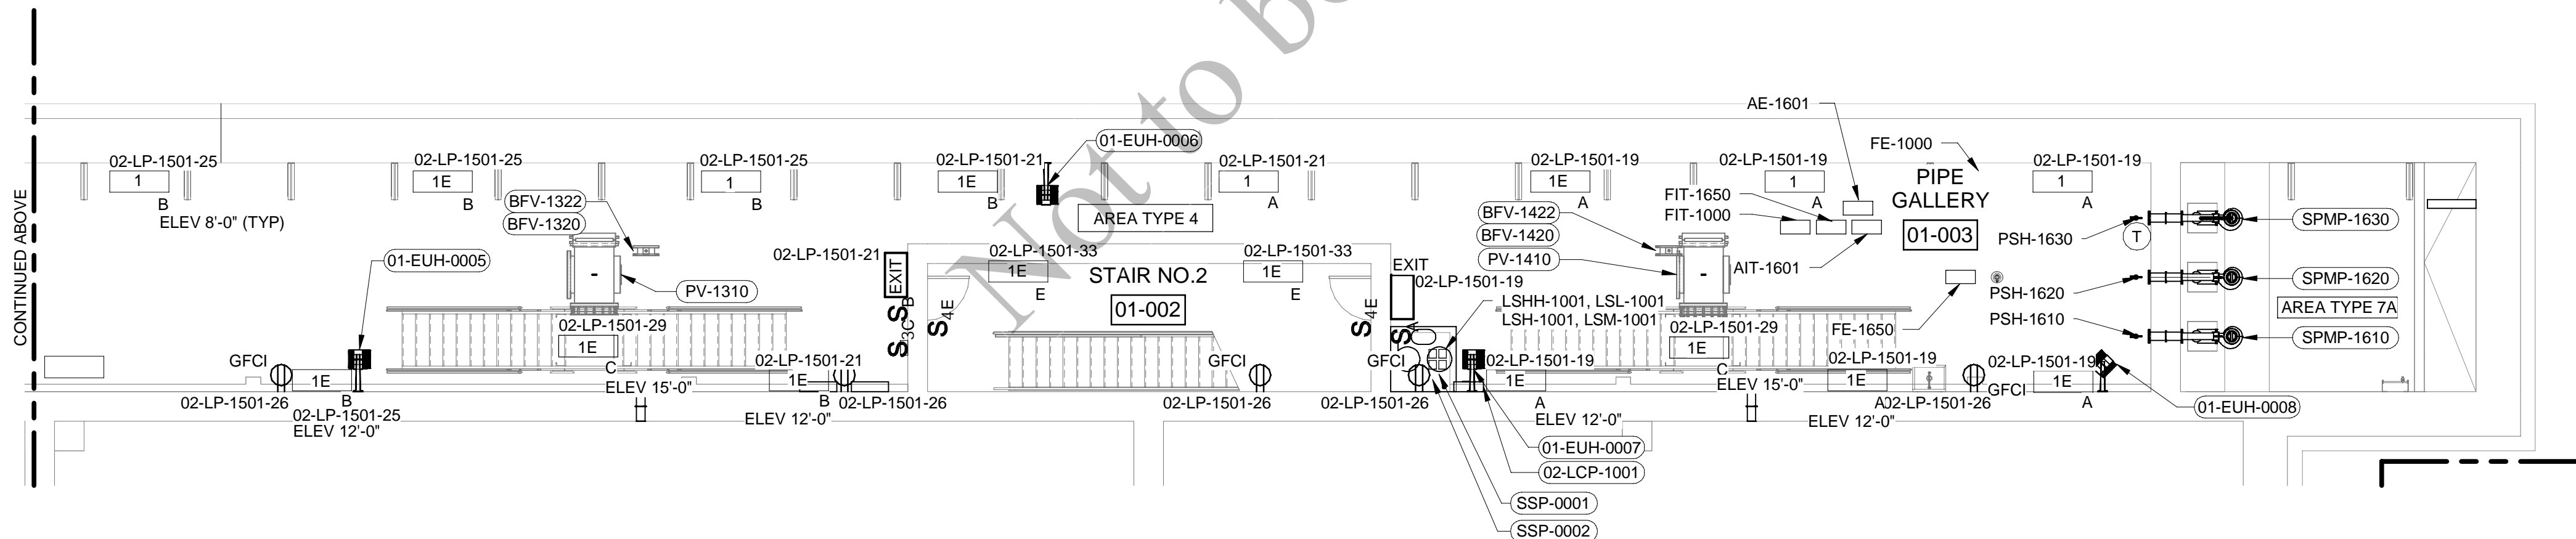 Not to b
AE-1601
01-EUH-0006
FE-1000
02-LP-1501-25
02-LP-1501-25
02-LP-1501-25
02-LP-1501-21
02-LP-1501-21
02-LP-1501-19
02-LP-1501-19
02-LP-1501-19
1
1E
1
1E
1
1E
1
1
B
B
B
B
A
A
A
A
PIPE
GALLERY
01-003
FIT-1650
FIT-1000
BFV-1322
BFV-1320
BFV-1422
BFV-1420
PV-1410
AREA TYPE 4
ELEV 8'-0" (TYP)
SPMP-1630
PSH-1630
T
CONTINUED ABOVE
01-EUH-0005
02-LP-1501-21
EXIT
02-LP-1501-33
1E
E
02-LP-1501-33
1E
E
STAIR NO.2
01-002
EXIT
02-LP-1501-19
AIT-1601
SPMP-1620
PSH-1620
PV-1310
LSHH-1001, LSL-1001
LSH-1001, LSM-1001
PSH-1610
AREA TYPE 7A
SPMP-1610
S B
S 3C
S 4E
S 4E
S
02-LP-1501-29
1E
C
02-LP-1501-29
1E
C
FE-1650
GFCI
1E
B
02-LP-1501-21
1E
B
GFCI
GFCI
02-LP-1501-19
1E
A
02-LP-1501-19
1E
A
02-LP-1501-19
1E
A
GFCI
ELEV 15'-0"
ELEV 15'-0"
02-LP-1501-26
02-LP-1501-26
02-LP-1501-26
02-LP-1501-26
02-LP-1501-26
01-EUH-0008
02-LP-1501-25
ELEV 12'-0"
ELEV 12'-0"
ELEV 12'-0"
ELEV 12'-0"
01-EUH-0007
02-LCP-1001
SSP-0001
SSP-0002